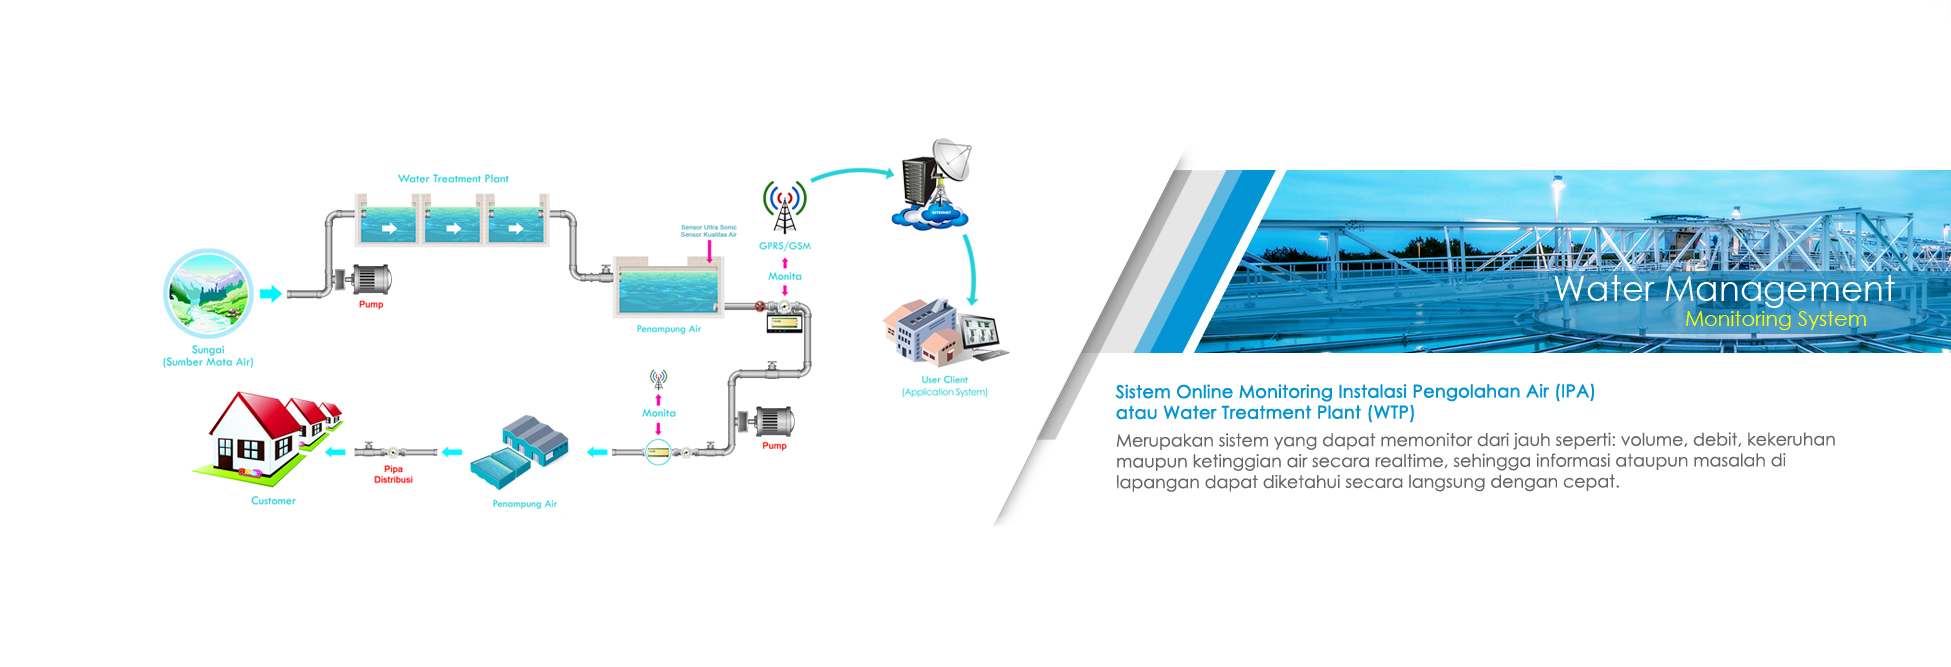 Water Treatment Plant
Sungai
(Sumber Mata Air)
Pump
Sensor Ultra Sonic
Sensor Kualitas Air
Penampung Air
GPRS/GSM
Monita
INTERNET
User Client
(Application System)
Pump
Monita
Penampung Air
Pipa
Distribusi
Customer
Water Management
Monitoring System
Sistem Online Monitoring Instalasi Pengolahan Air (IPA)
atau Water Treatment Plant (WTP)
Merupakan sistem yang dapat memonitor dari jauh seperti: volume, debit, kekeruhan
maupun ketinggian air secara realtime, sehingga informasi ataupun masalah di
lapangan dapat diketahui secara langsung dengan cepat.